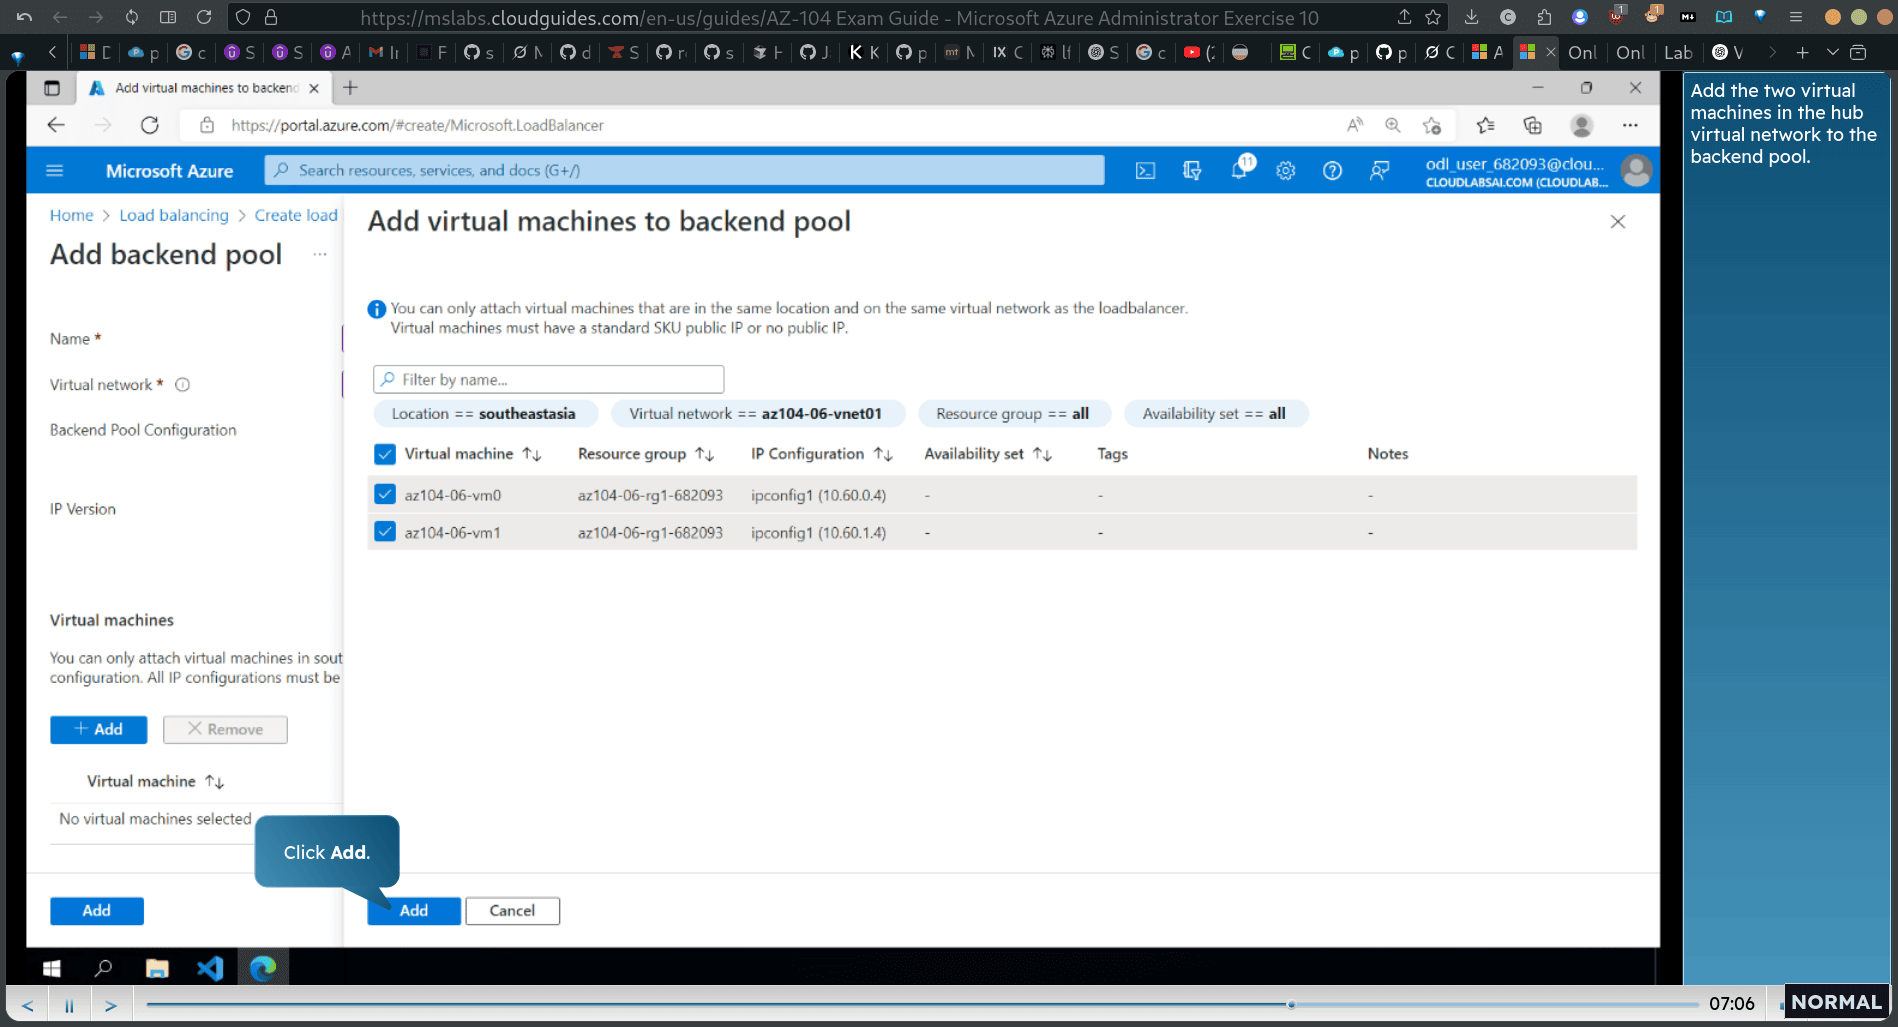 https://mslabs.cloudguides.com/en-us/guides/AZ-104 Exam Guide - Microsoft Azure Administrator Exercise 10
Onl
Onl
Lab
Add virtual machines to backend
https://portal.azure.com/#create/Microsoft.LoadBalancer
Microsoft Azure
Search resources, services, and docs (G+/)
11
odl_user_682093@clou...
CLOUDLABSAI.COM (CLOUDLAB...
Home > Load balancing > Create load
Add backend pool ...
Name *
Virtual network *
Backend Pool Configuration
IP Version
Virtual machines
You can only attach virtual machines in sout
configuration. All IP configurations must be
+ Add
Remove
Virtual machine ↑↓
No virtual machines selected
Add
Add virtual machines to backend pool
You can only attach virtual machines that are in the same location and on the same virtual network as the loadbalancer.
Virtual machines must have a standard SKU public IP or no public IP.
Filter by name...
Location == southeastasia
Virtual network == az104-06-vnet01
Resource group == all
Availability set == all
Virtual machine ↑↓ Resource group ↑↓ IP Configuration ↑↓ Availability set ↑↓ Tags Notes
az104-06-vm0 az104-06-rg1-682093 ipconfig1 (10.60.0.4) - - -
az104-06-vm1 az104-06-rg1-682093 ipconfig1 (10.60.1.4) - - -
Click Add.
Add
Cancel
Add the two virtual
machines in the hub
virtual network to the
backend pool.
07:06
NORMAL